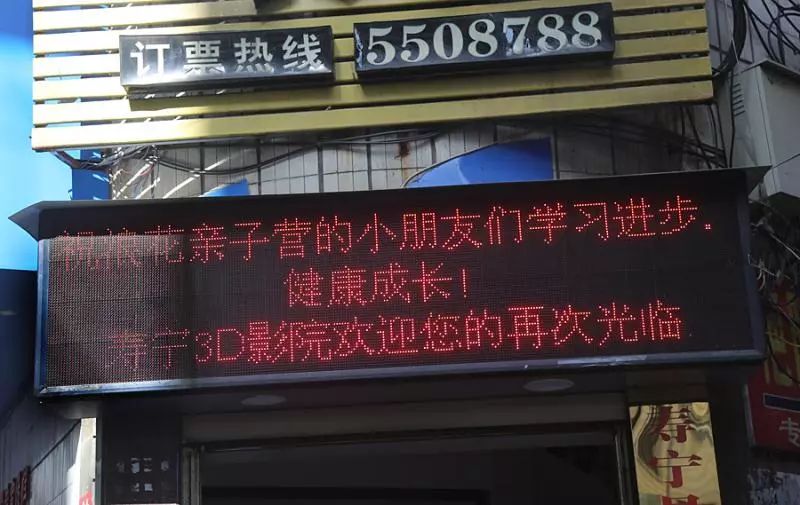 订票热线 5508788
祝浪花亲子营的小朋友们学习进步.
健康成长!
寿宁3D影院欢迎您的再次光临
寿宁